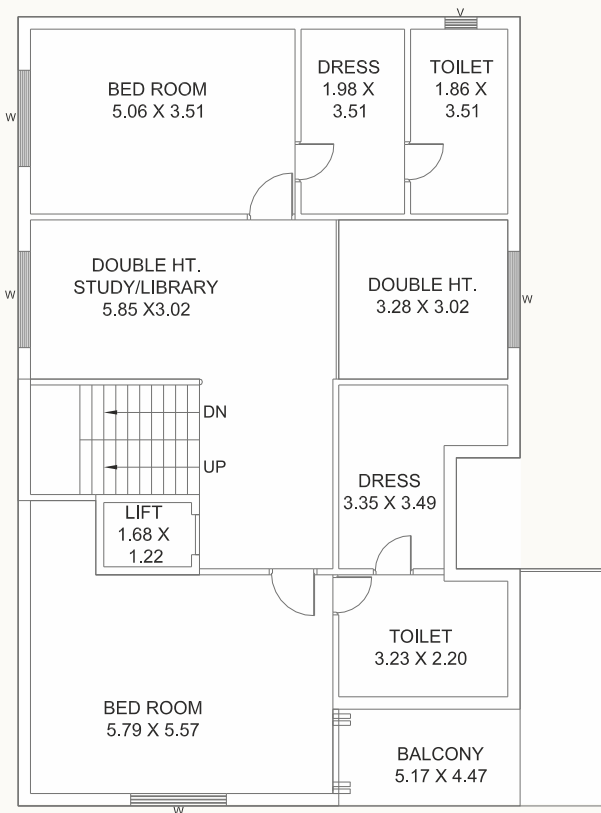 V
BED ROOM
5.06 X 3.51
DRESS
1.98 X
3.51
TOILET
1.86 X
3.51
W
DOUBLE HT.
STUDY/LIBRARY
5.85 X3.02
DOUBLE HT.
3.28 X 3.02
W
W
DN
UP
DRESS
3.35 X 3.49
LIFT
1.68 X
1.22
TOILET
3.23 X 2.20
BED ROOM
5.79 X 5.57
BALCONY
5.17 X 4.47
W